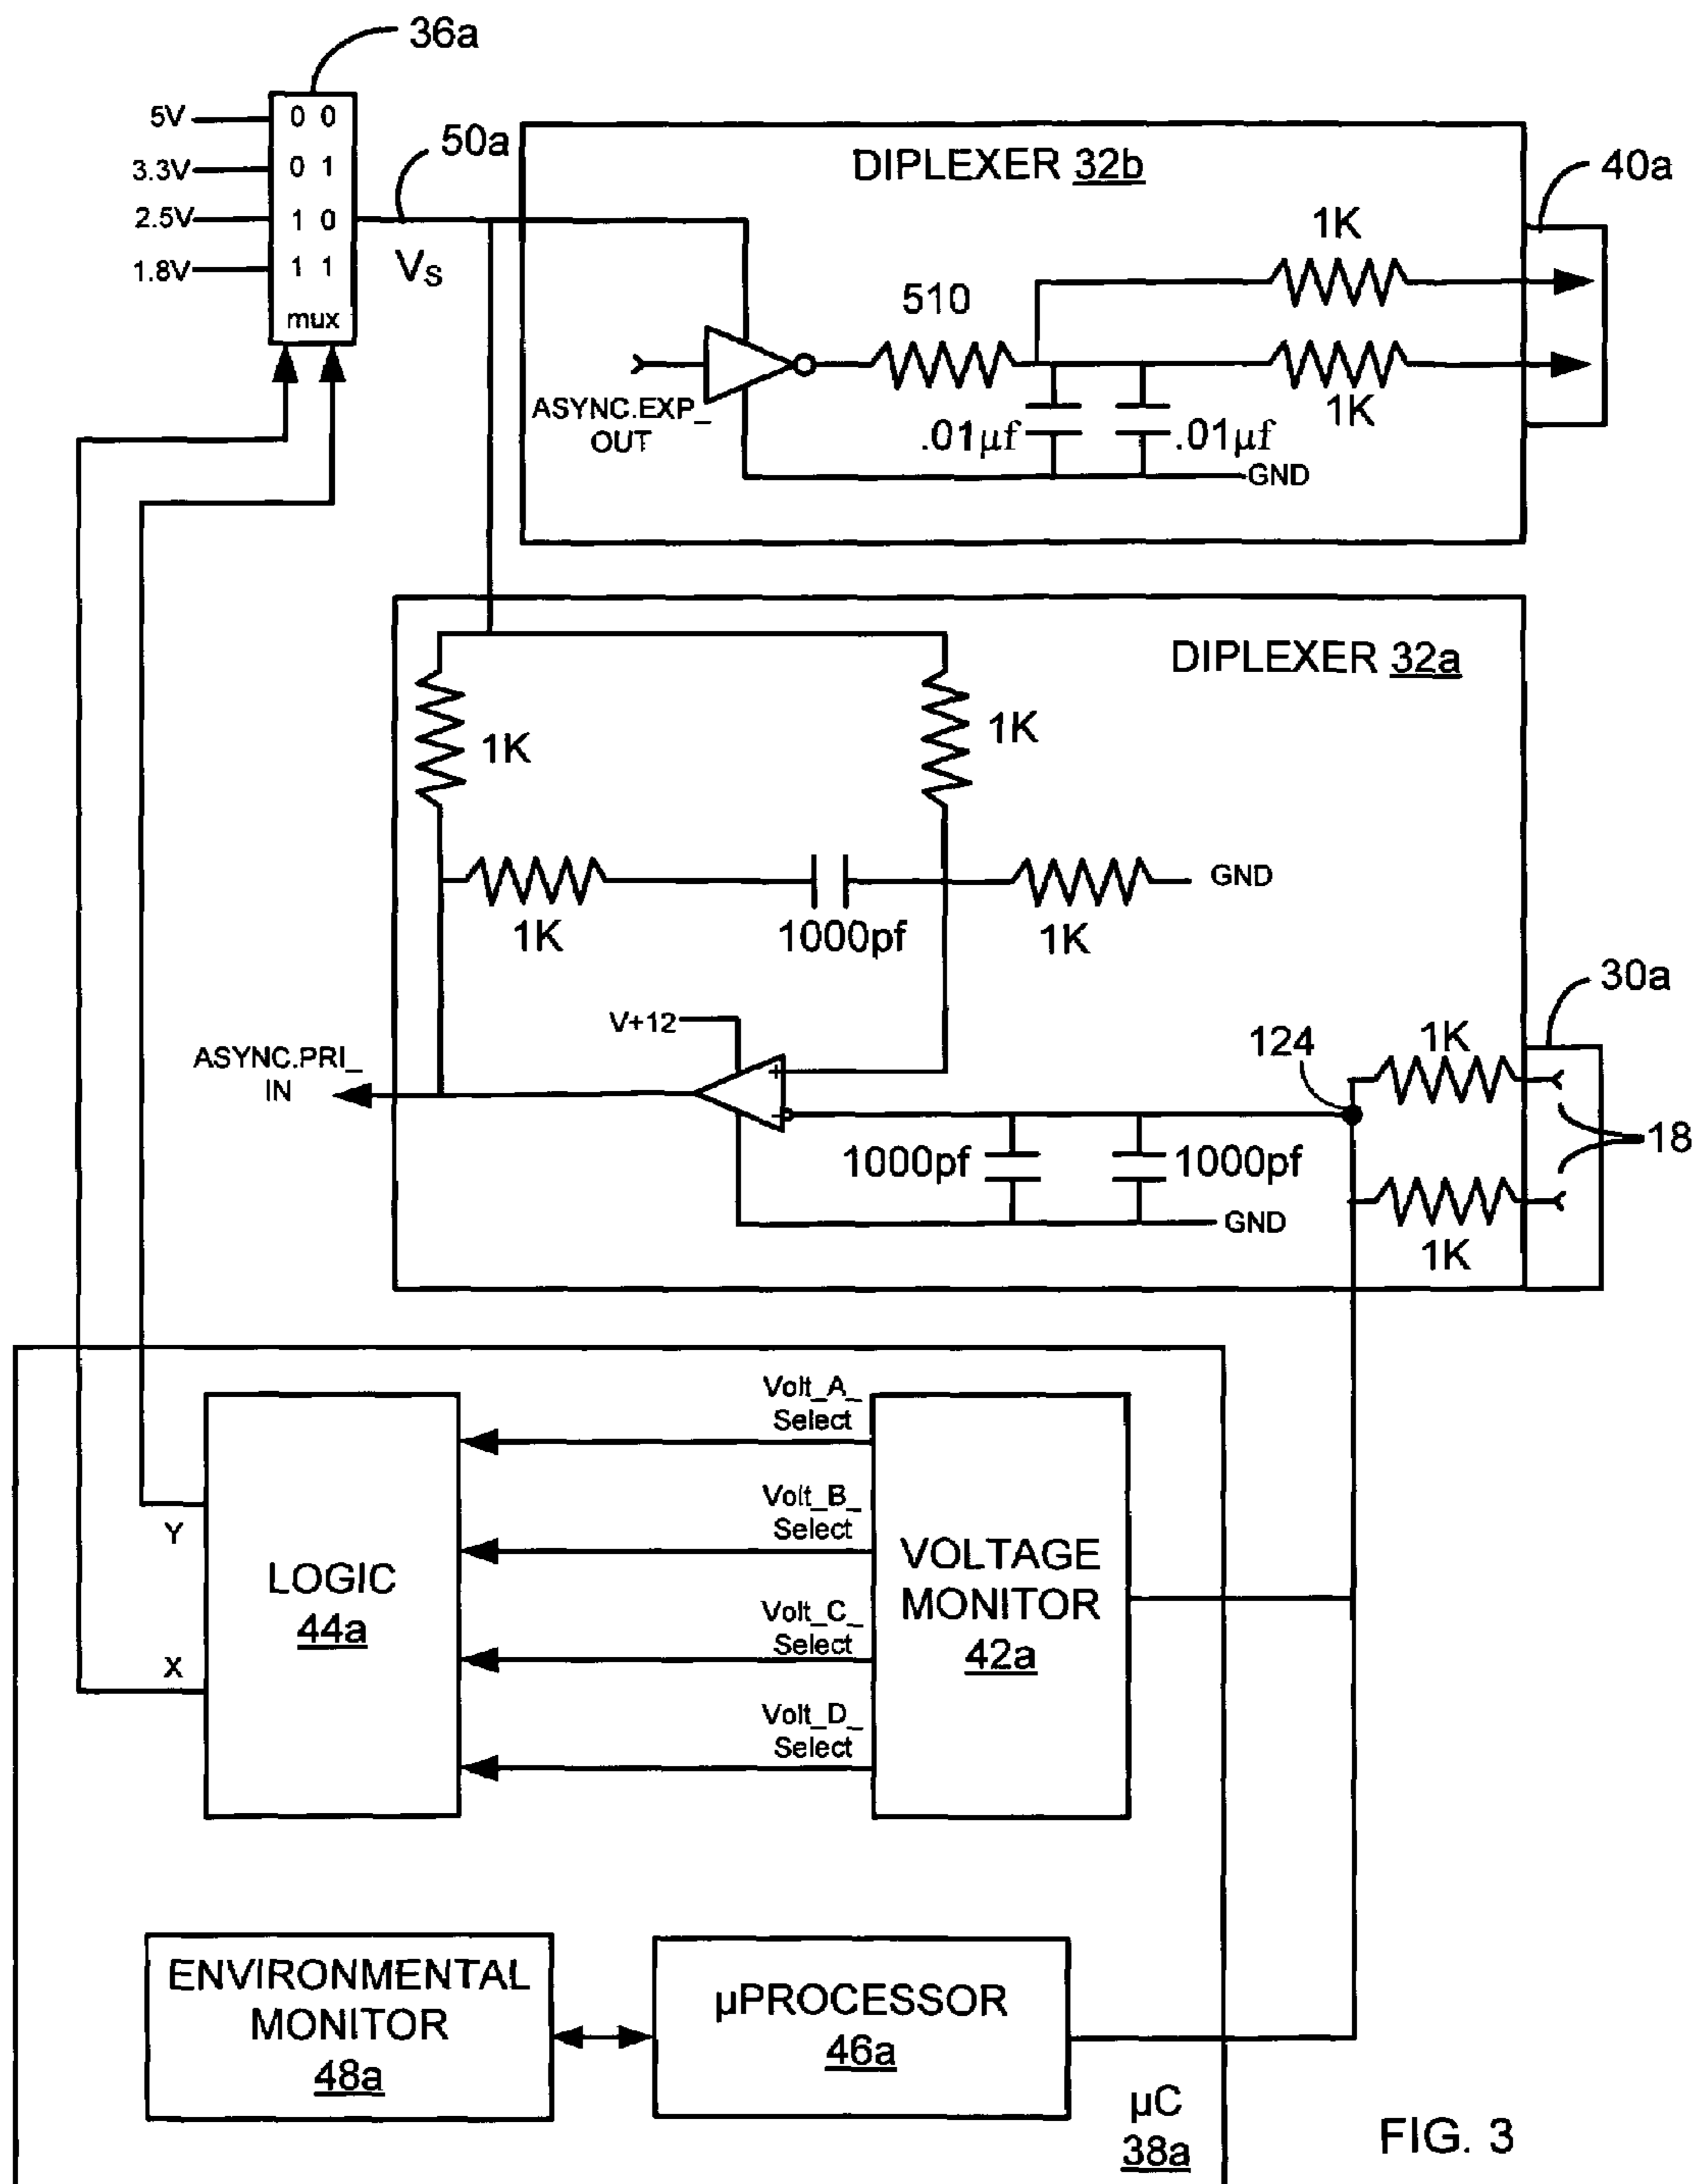 36a
5V
0 0
3.3V
0 1
2.5V
1 0
1.8V
1 1
mux
50a
VS
DIPLEXER 32b
40a
1K
510
1K
ASYNC.EXP_
OUT
.01µf
.01µf
GND
DIPLEXER 32a
1K
1K
1K
1000pf
1K
GND
30a
V+12
ASYNC.PRI_
IN
+
124
1K
18
1000pf
1000pf
GND
1K
Volt_A_
Select
Volt_B_
Select
Volt_C_
Select
Volt_D_
Select
Y
X
LOGIC
44a
VOLTAGE
MONITOR
42a
ENVIRONMENTAL
MONITOR
48a
µPROCESSOR
46a
µC
38a
FIG. 3